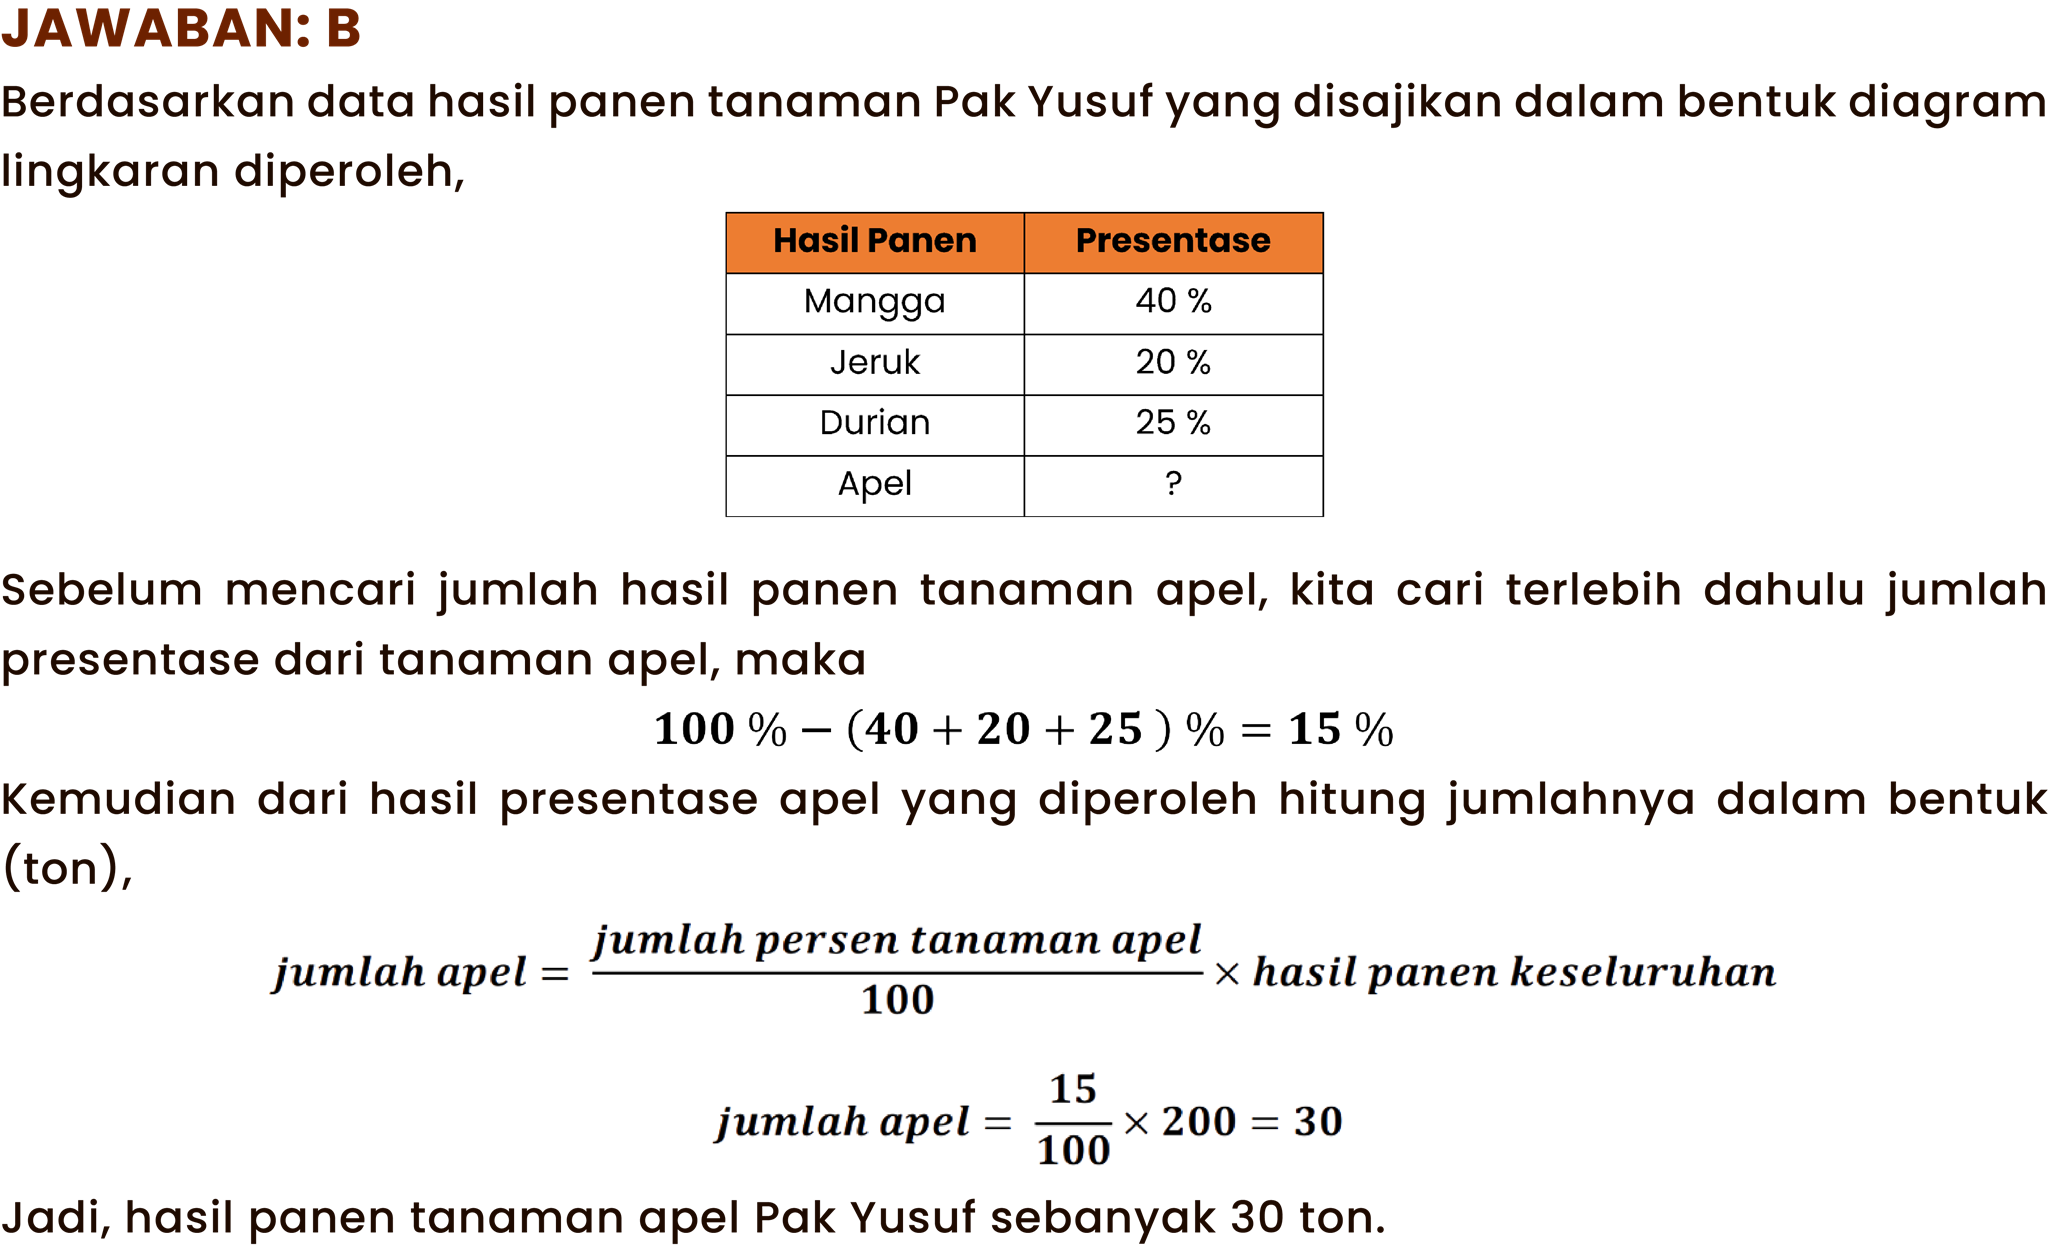 JAWABAN: B
Berdasarkan data hasil panen tanaman Pak Yusuf yang disajikan dalam bentuk diagram
lingkaran diperoleh,
Hasil Panen Presentase
Mangga 40 %
Jeruk 20 %
Durian 25 %
Apel ?
Sebelum mencari jumlah hasil panen tanaman apel, kita cari terlebih dahulu jumlah
presentase dari tanaman apel, maka
100 % − (40 + 20 + 25 ) % = 15 %
Kemudian dari hasil presentase apel yang diperoleh hitung jumlahnya dalam bentuk
(ton),
jumlah apel = jumlah persen tanaman apel / 100 × hasil panen keseluruhan
jumlah apel = 15 / 100 × 200 = 30
Jadi, hasil panen tanaman apel Pak Yusuf sebanyak 30 ton.